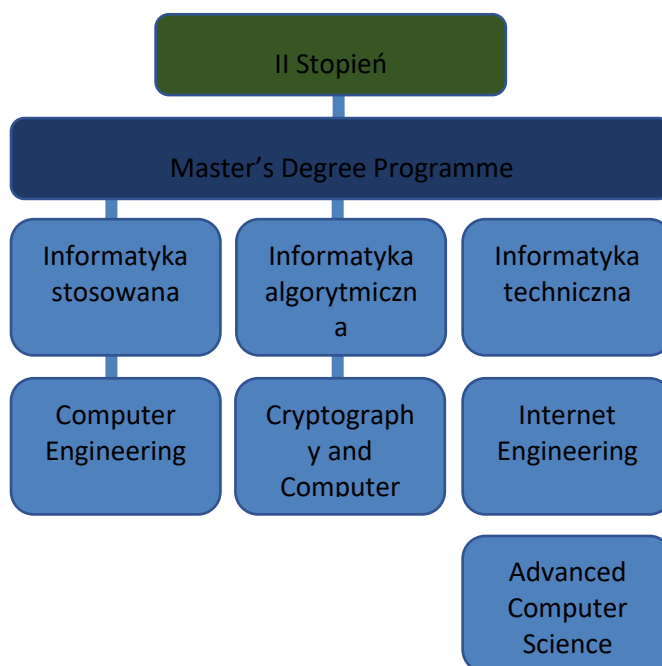 II Stopień
Master's Degree Programme
Informatyka
stosowana
Informatyka
algorytmiczn
a
Informatyka
techniczna
Computer
Engineering
Cryptograph
y and
Computer
Internet
Engineering
Advanced
Computer
Science